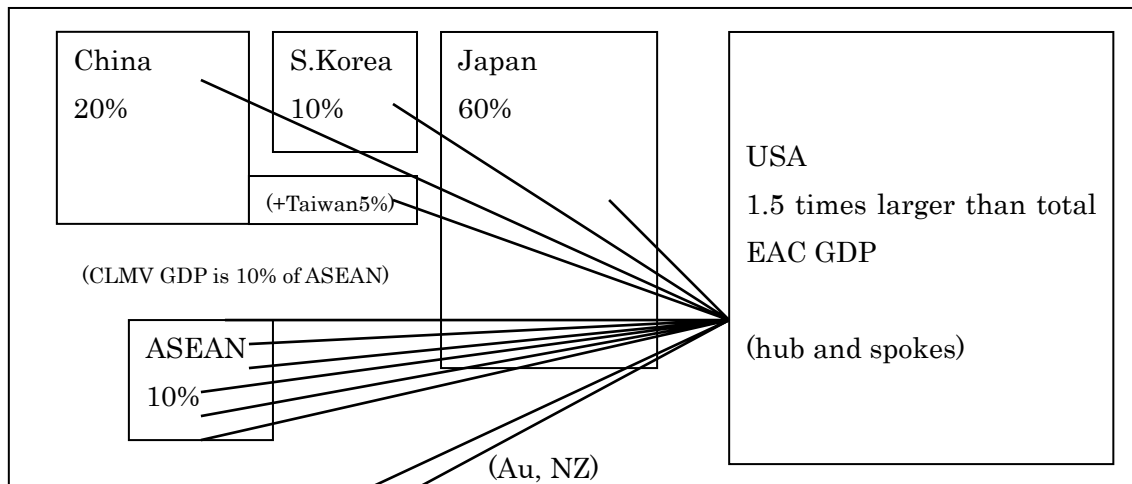 China
20%
S.Korea
10%
Japan
60%
(+Taiwan5%)
USA
1.5 times larger than total
EAC GDP
(hub and spokes)
(CLMV GDP is 10% of ASEAN)
ASEAN
10%
(Au, NZ)